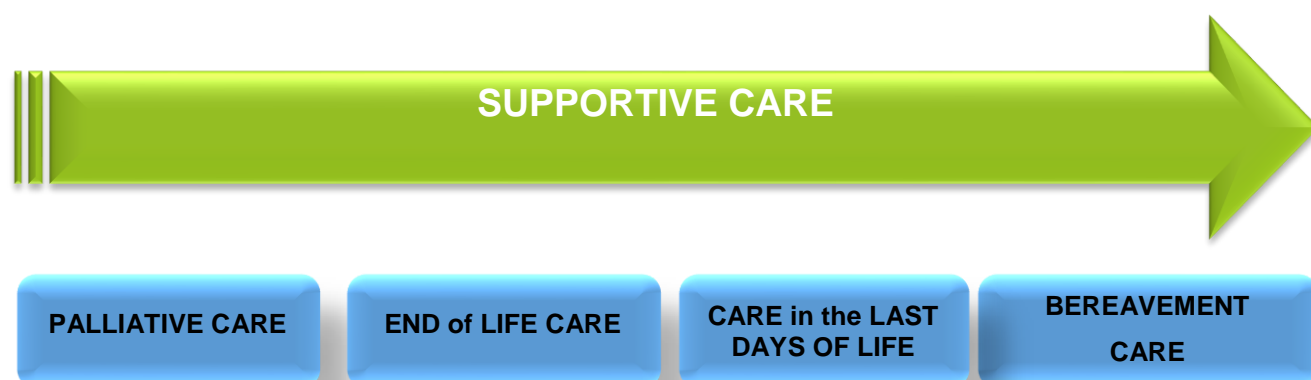 SUPPORTIVE CARE
PALLIATIVE CARE
END of LIFE CARE
CARE in the LAST
DAYS OF LIFE
BEREAVEMENT
CARE